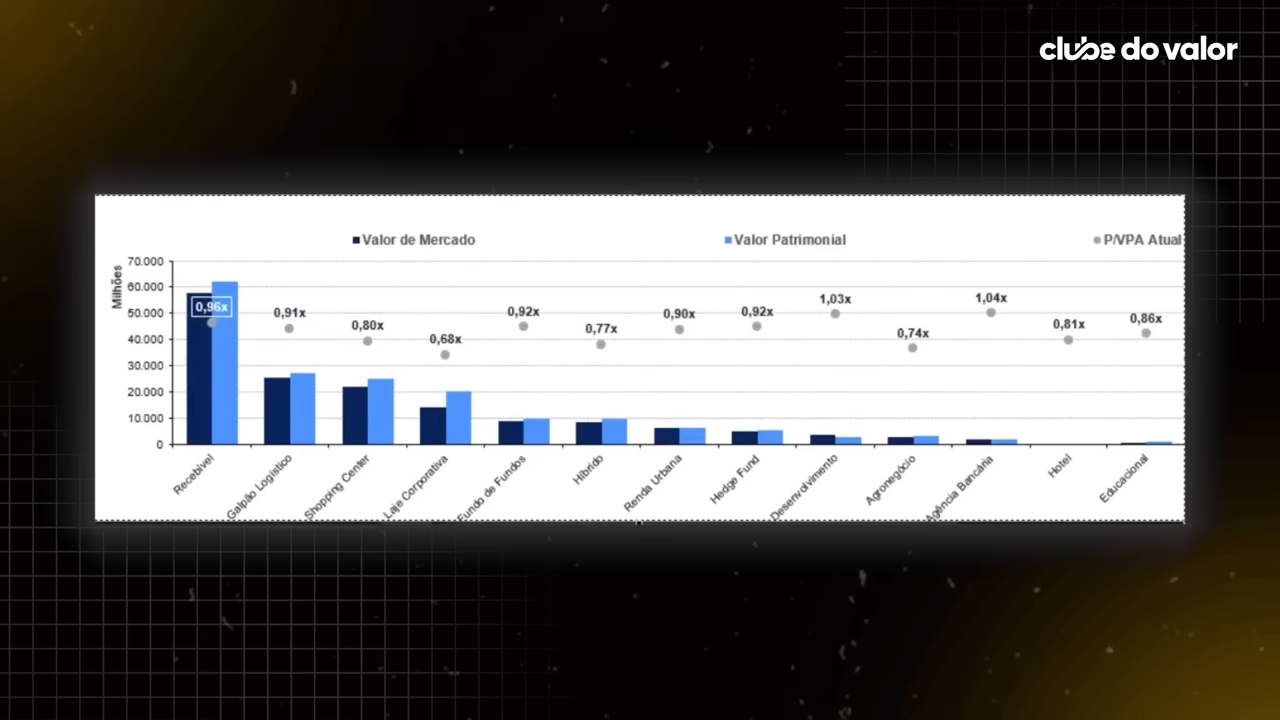 clube do valor
Valor de Mercado
Valor Patrimonial
P/VPA Atual
Milhões
70.000
60.000
50.000
40.000
30.000
20.000
10.000
0
0,96x
0,91x
0,80x
0,68x
0,92x
0,77x
0,90x
0,92x
1,03x
0,74x
1,04x
0,81x
0,86x
Recebível
Galpão Logístico
Shopping Center
Laje Corporativa
Fundo de Fundos
Híbrido
Renda Urbana
Hedge Fund
Desenvolvimento
Agronegócio
Agência Bancária
Hotel
Educacional